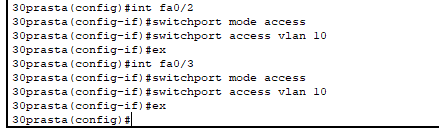 30prasta(config)#int fa0/2
30prasta(config-if)#switchport mode access
30prasta(config-if)#switchport access vlan 10
30prasta(config-if)#ex
30prasta(config)#int fa0/3
30prasta(config-if)#switchport mode access
30prasta(config-if)#switchport access vlan 10
30prasta(config-if)#ex
30prasta(config)#